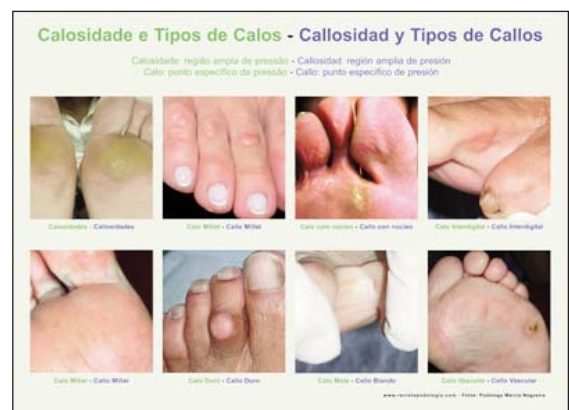 Calosidade e Tipos de Calos - Callosidad y Tipos de Callos
Calosidade: região ampla de pressão - Callosidad: región amplia de presión
Calo: ponto específico de pressão - Callo: punto específico de presión
Calosidades - Callosidades
Calo Millet - Callo Millet
Calo com núcleo - Callo con núcleo
Calo Interdigital - Callo Interdigital
Calo Miliar - Callo Miliar
Calo Duro - Callo Duro
Calo Mole - Callo Blando
Calo Vascular - Callo Vascular
www.revistapodologia.com - Fotos: Podóloga Márcia Nogueira